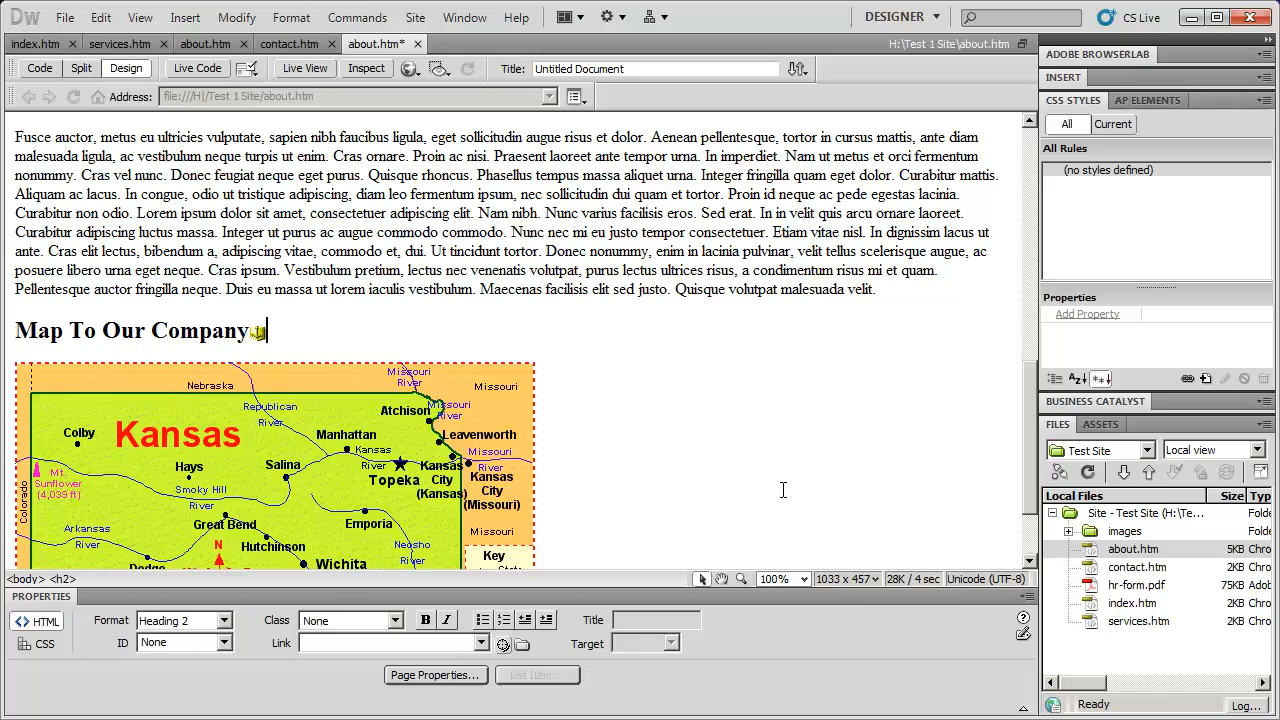 Dw File Edit View Insert Modify Format Commands Site Window Help DESIGNER CS Live
index.htm services.htm about.htm contact.htm about.htm* H:\Test 1 Site\about.htm
Code Split Design Live Code Live View Inspect Title: Untitled Document
Address: file:///H|/Test 1 Site/about.htm
Fusce auctor, metus eu ultricies vulputate, sapien nibh faucibus ligula, eget sollicitudin augue risus et dolor. Aenean pellentesque, tortor in cursus mattis, ante diam
malesuada ligula, ac vestibulum neque turpis ut enim. Cras ornare. Proin ac nisi. Praesent laoreet ante tempor urna. In imperdiet. Nam ut metus et orci fermentum
nonummy. Cras vel nunc. Donec feugiat neque eget purus. Quisque rhoncus. Phasellus tempus massa aliquet urna. Integer fringilla quam eget dolor. Curabitur mattis.
Aliquam ac lacus. In congue, odio ut tristique adipiscing, diam leo fermentum ipsum, nec sollicitudin dui quam et tortor. Proin id neque ac pede egestas lacinia.
Curabitur non odio. Lorem ipsum dolor sit amet, consectetuer adipiscing elit. Nam nibh. Nunc varius facilisis eros. Sed erat. In in velit quis arcu ornare laoreet.
Curabitur adipiscing luctus massa. Integer ut purus ac augue commodo commodo. Nunc nec mi eu justo tempor consectetuer. Etiam vitae nisl. In dignissim lacus ut
ante. Cras elit lectus, bibendum a, adipiscing vitae, commodo et, dui. Ut tincidunt tortor. Donec nonummy, enim in lacinia pulvinar, velit tellus scelerisque augue, ac
posuere libero urna eget neque. Cras ipsum. Vestibulum pretium, lectus nec venenatis volutpat, purus lectus ultrices risus, a condimentum risus mi et quam.
Pellentesque auctor fringilla neque. Duis eu massa ut lorem iaculis vestibulum. Maecenas facilisis elit sed justo. Quisque volutpat malesuada velit.
Map To Our Company
Nebraska
Missouri
River
Missouri
Republican
River
Atchison
Missouri
River
Colby
Kansas
Manhattan
Leavenworth
Kansas
River
Missouri
River
Hays
Salina
Topeka
Kansas
City
(Kansas)
Kansas
City
(Missouri)
Mt.
Sunflower
(4,039 ft)
Colorado
Smoky Hill
River
Great Bend
Emporia
Missouri
Arkansas
River
Hutchinson
Neosho
River
N
Key
Dodge
Wichita
<body> <h2> 100% 1033 x 457 28K / 4 sec Unicode (UTF-8)
PROPERTIES
HTML Format Heading 2 Class None B I Title
CSS ID None Link Target
Page Properties... List Item...
ADOBE BROWSERLAB
INSERT
CSS STYLES AP ELEMENTS
All Current
All Rules
(no styles defined)
Properties
Add Property
BUSINESS CATALYST
FILES ASSETS
Test Site Local view
Local Files Size Typ
Site - Test Site (H:\Te... Folde
images Folde
about.htm 5KB Chro
contact.htm 2KB Chro
hr-form.pdf 75KB Adob
index.htm 2KB Chro
services.htm 2KB Chro
Ready Log...